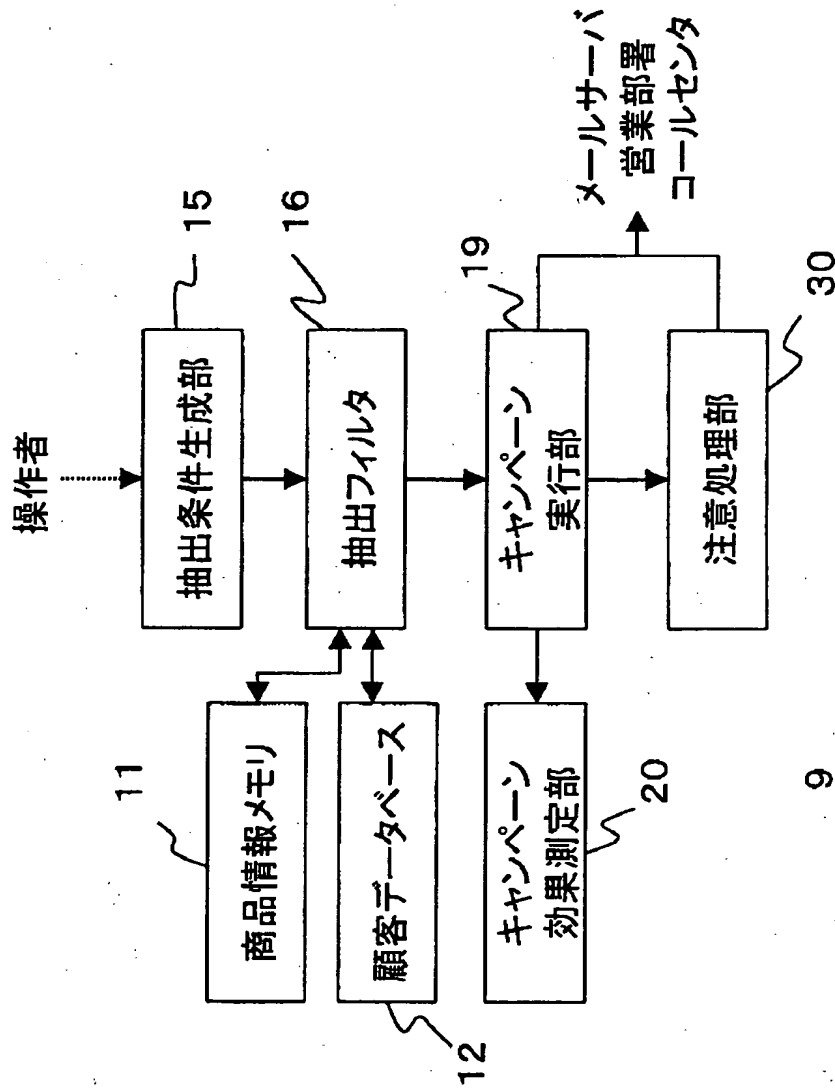 操作者
抽出条件生成部
15
商品情報メモリ
11
抽出フィルタ
16
顧客データベース
12
キャンペーン
実行部
19
メールサーバ
営業部署
コールセンタ
キャンペーン
効果測定部
20
注意処理部
30
9